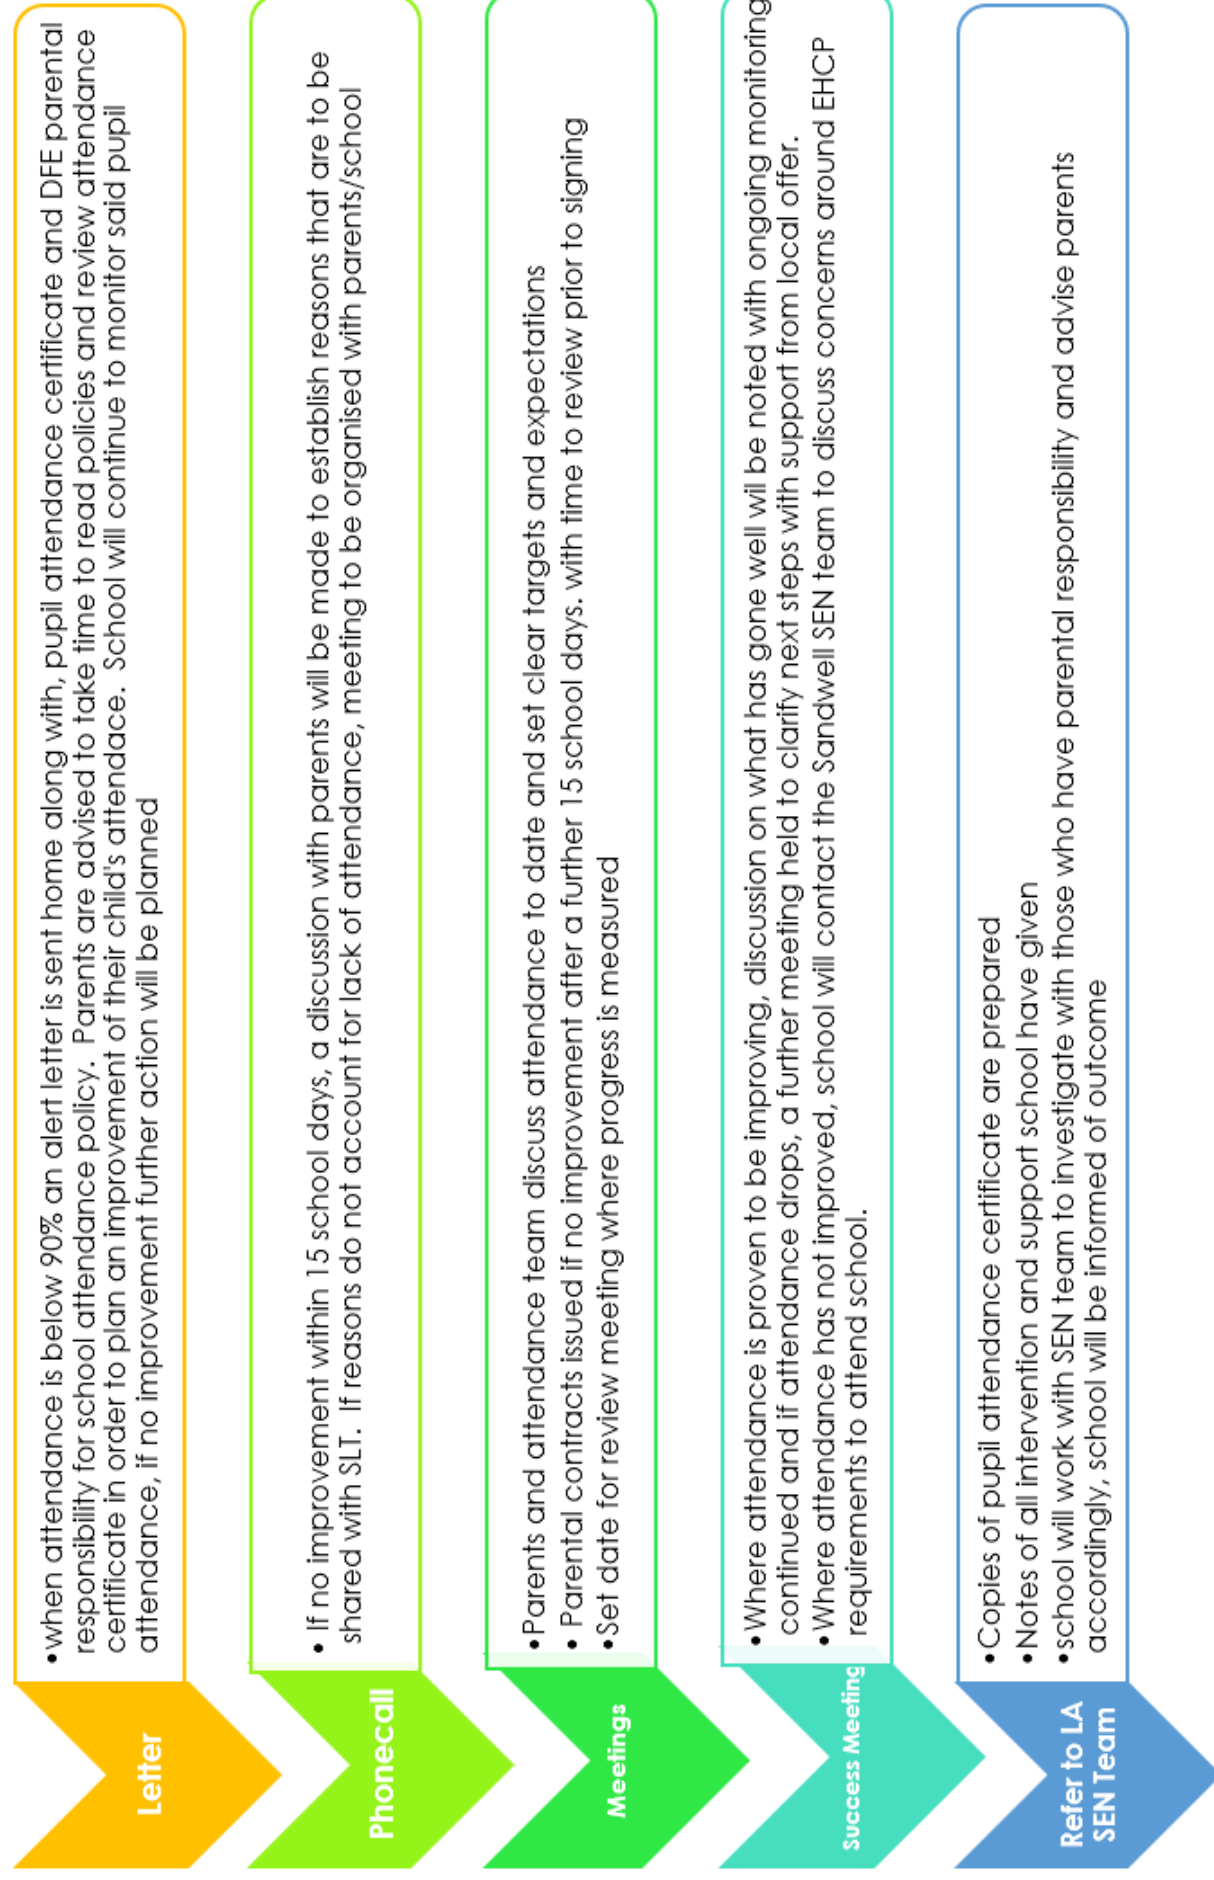 Letter
•when attendance is below 90% an alert letter is sent home along with, pupil attendance certificate and DFE parental
responsibility for school attendance policy.  Parents are advised to take time to read policies and review attendance
certificate in order to plan an improvement of their child's attendace.  School will continue to monitor said pupil
attendance, if no improvement further action will be planned
Phonecall
• If no improvement within 15 school days, a discussion with parents will be made to establish reasons that are to be
shared with SLT.  If reasons do not account for lack of attendance, meeting to be organised with parents/school
Meetings
•Parents and attendance team discuss attendance to date and set clear targets and expectations
• Parental contracts issued if no improvement after a further 15 school days. with time to review prior to signing
•Set date for review meeting where progress is measured
Success Meeting
•Where attendance is proven to be improving, discussion on what has gone well will be noted with ongoing monitoring
continued and if attendance drops, a further meeting held to clarify next steps with support from local offer.
•Where attendance has not improved, school will contact the Sandwell SEN team to discuss concerns around EHCP
requirements to attend school.
Refer to LA
SEN Team
•Copies of pupil attendance certificate are prepared
•Notes of all intervention and support school have given
•school will work with SEN team to investigate with those who have parental responsibility and advise parents
accordingly, school will be informed of outcome